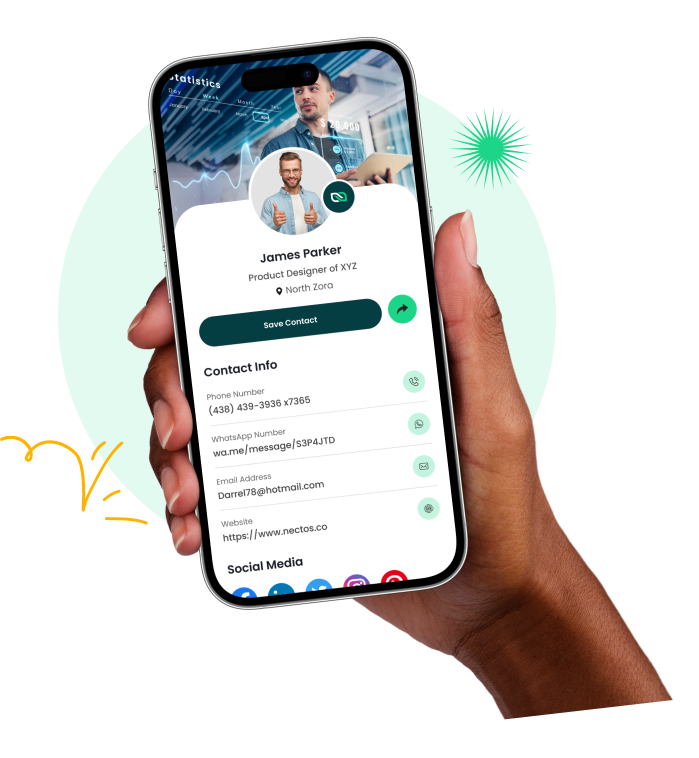 Statistics
Day Week Month Year
January February March April
$ 20,000
James Parker
Product Designer of XYZ
North Zora
Save Contact
Contact Info
Phone Number
(438) 439-3936 x7365
WhatsApp Number
wa.me/message/S3P4JTD
Email Address
Darrel78@hotmail.com
Website
https://www.nectos.co
Social Media